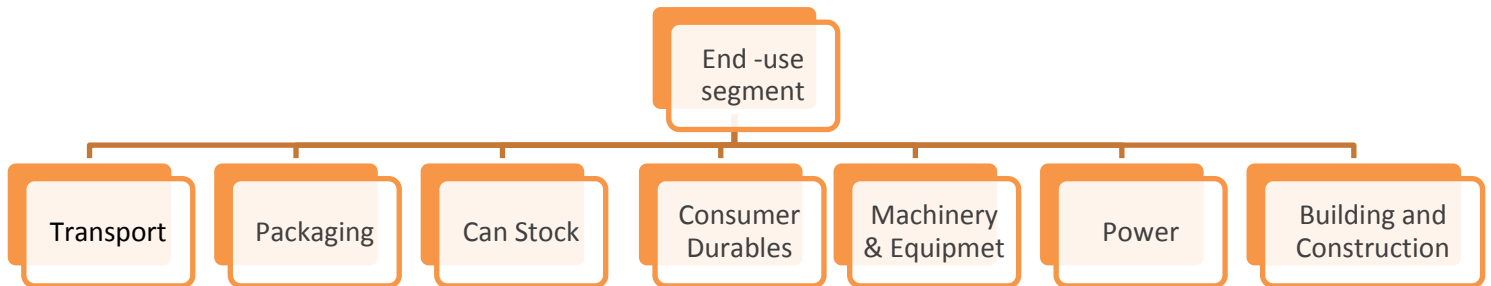 End -use
segment
Transport
Packaging
Can Stock
Consumer
Durables
Machinery
& Equipmet
Power
Building and
Construction